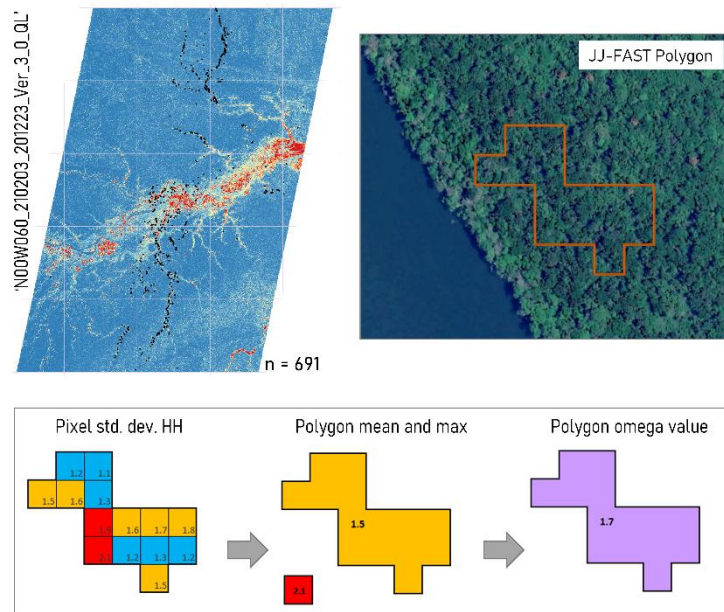 'N00W060_210203_201223_Ver_3_0_QL'
n = 691
JJ-FAST Polygon
Pixel std. dev. HH
Polygon mean and max
Polygon omega value
1.2 1.1
1.5 1.6 1.3
1.9 1.6 1.7 1.8
2.1 1.2 1.3 1.2
1.5
1.5
2.1
1.7